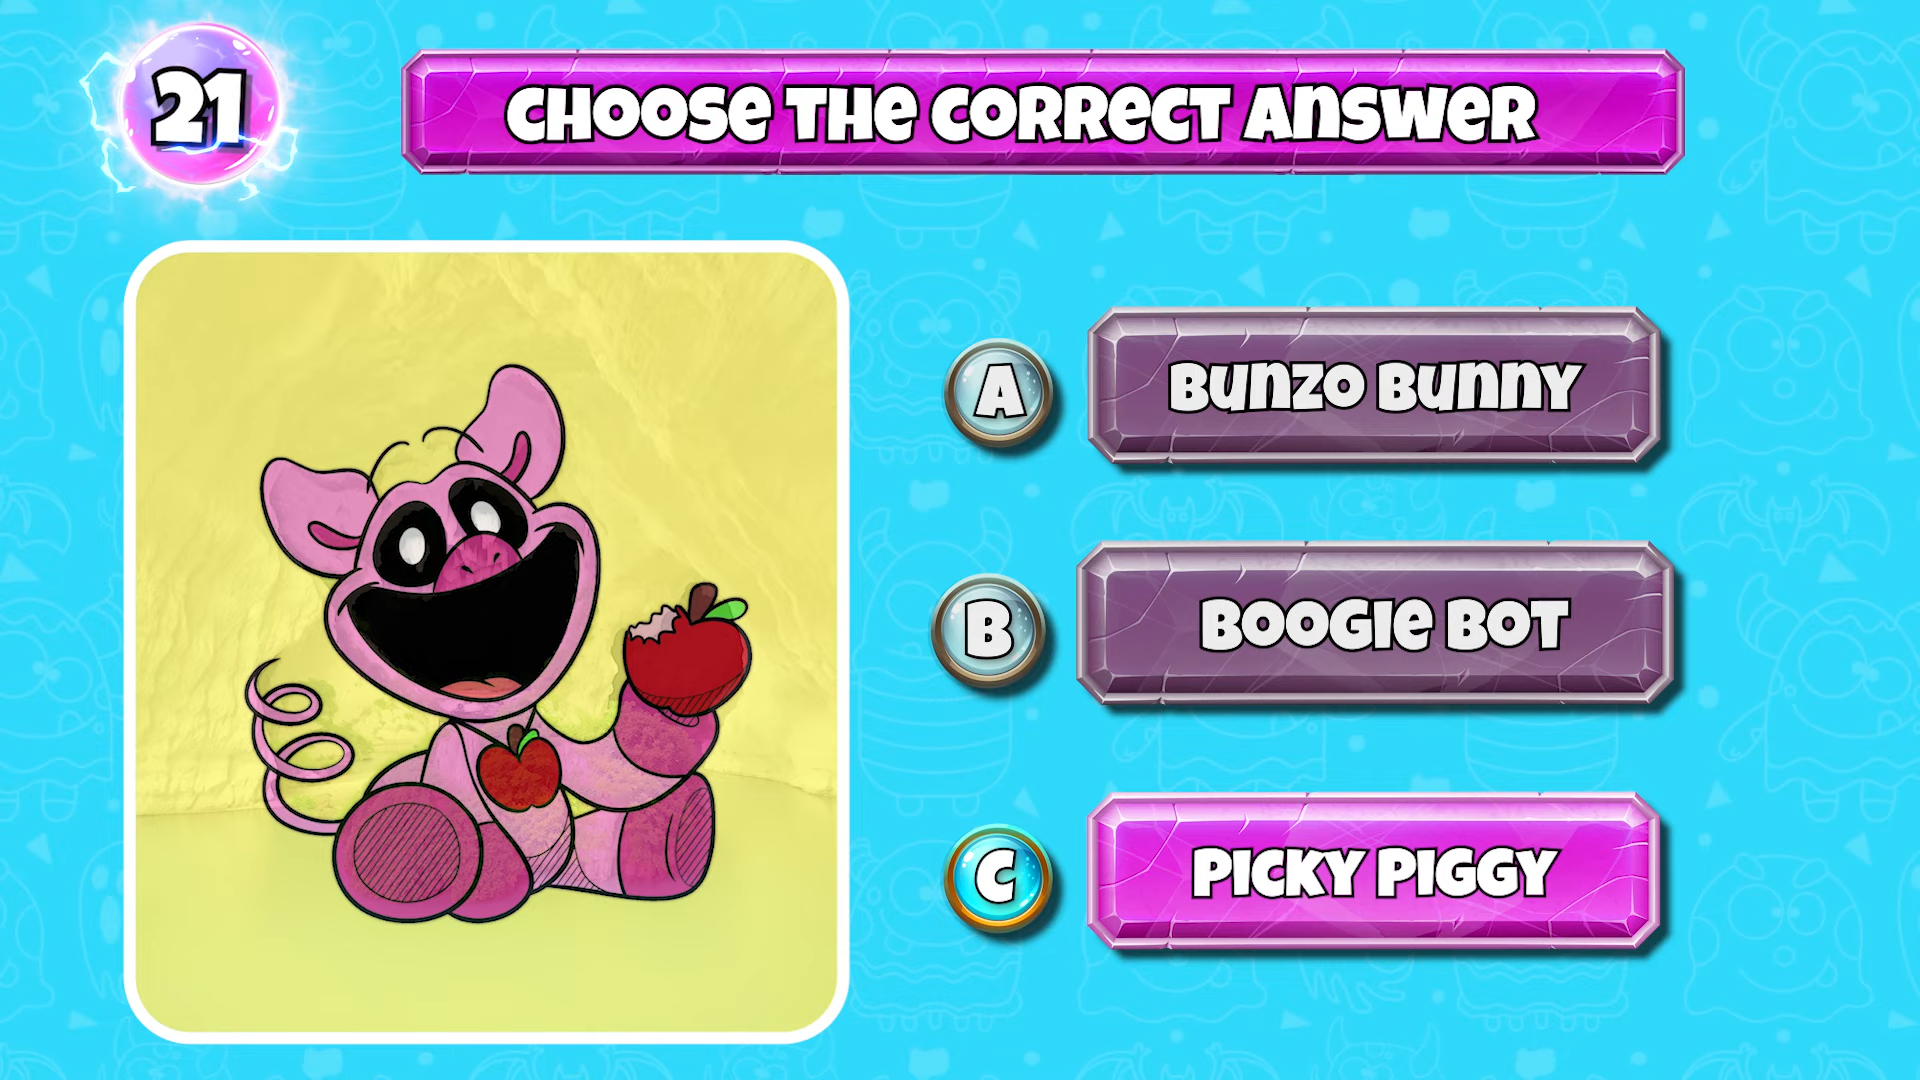 21
CHOOSE THE CORRECT ANSWER
A
BUNZO BUNNY
B
BOOGIE BOT
C
PICKY PIGGY